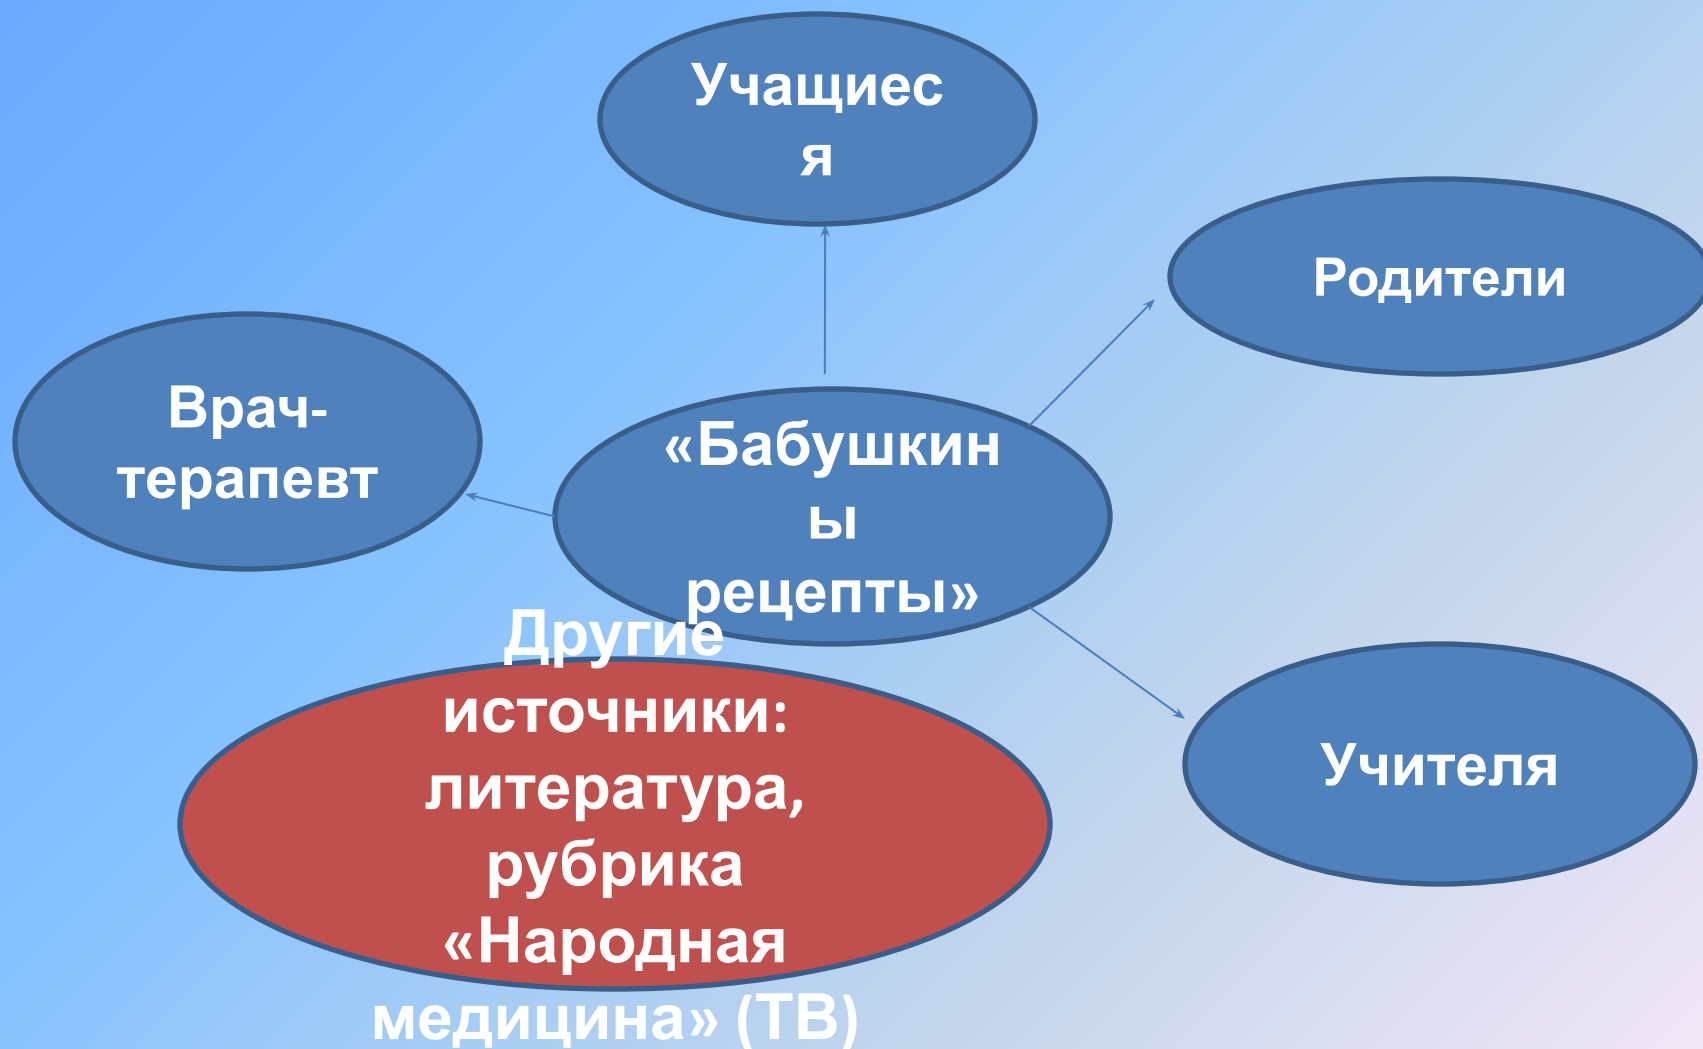 Учащиес
я
Родители
Врач-
терапевт
«Бабушкин
ы
рецепты»
Другие
источники:
литература,
рубрика
«Народная
медицина» (ТВ)
Учителя